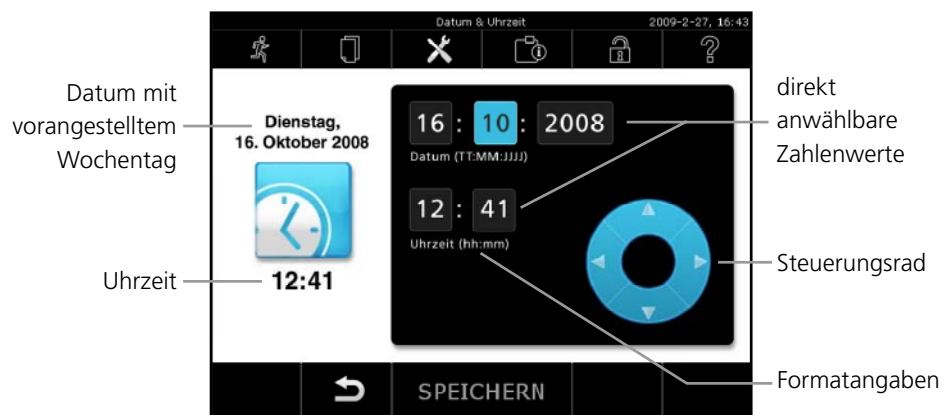 Datum & Uhrzeit
2009-2-27, 16:43
Datum mit
vorangestelltem
Wochentag
Dienstag,
16. Oktober 2008
16 : 10 : 2008
Datum (TT:MM:JJJJ)
direkt
anwählbare
Zahlenwerte
12 : 41
Uhrzeit (hh:mm)
Uhrzeit
12:41
Steuerungsrad
Formatangaben
SPEICHERN